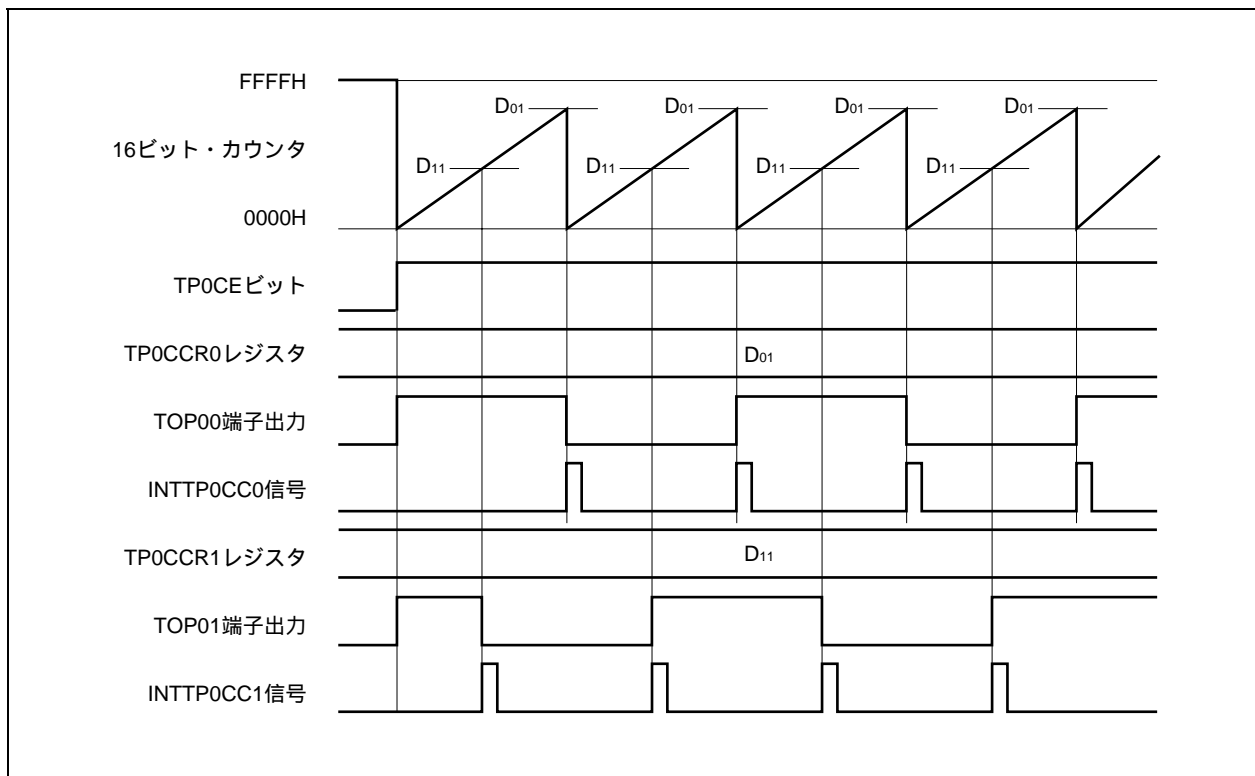 FFFFH
D01 D01 D01 D01
16ビット・カウンタ
D11 D11 D11 D11
0000H
TP0CEビット
TP0CCR0レジスタ
D01
TOP00端子出力
INTTP0CC0信号
TP0CCR1レジスタ
D11
TOP01端子出力
INTTP0CC1信号